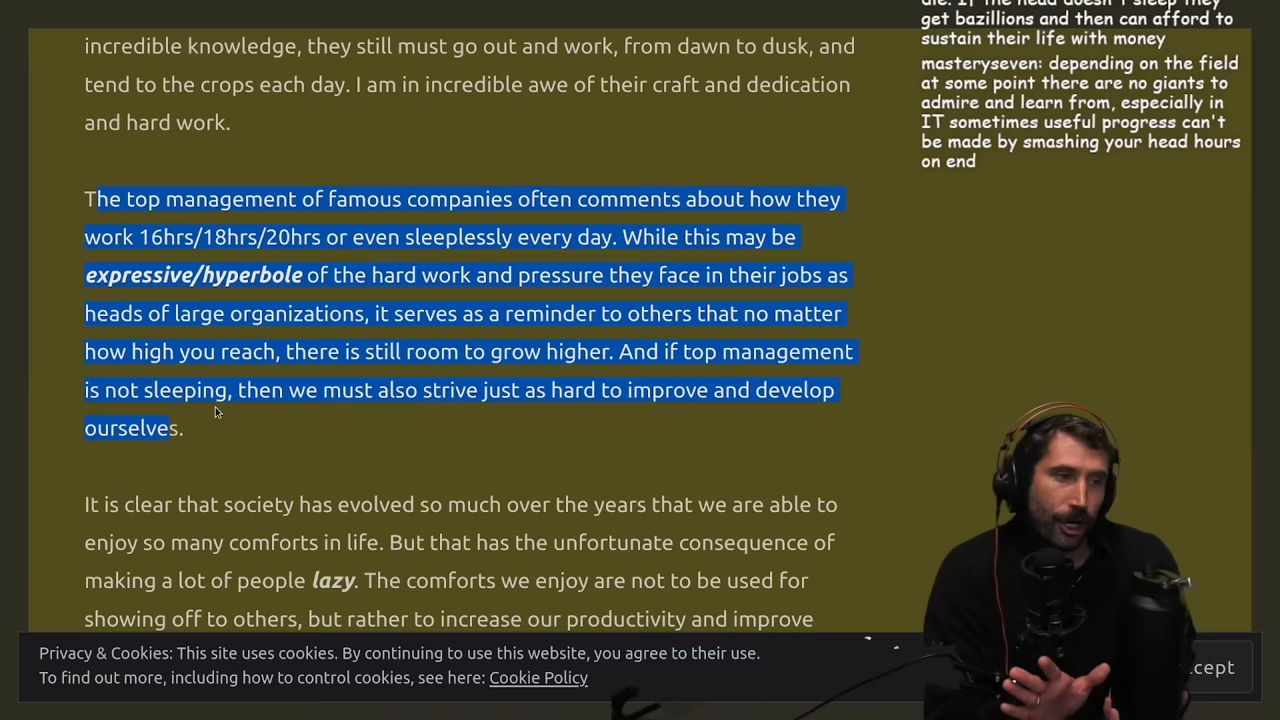 incredible knowledge, they still must go out and work, from dawn to dusk, and
tend to the crops each day. I am in incredible awe of their craft and dedication
and hard work.
The top management of famous companies often comments about how they
work 16hrs/18hrs/20hrs or even sleeplessly every day. While this may be
expressive/hyperbole of the hard work and pressure they face in their jobs as
heads of large organizations, it serves as a reminder to others that no matter
how high you reach, there is still room to grow higher. And if top management
is not sleeping, then we must also strive just as hard to improve and develop
ourselves.
It is clear that society has evolved so much over the years that we are able to
enjoy so many comforts in life. But that has the unfortunate consequence of
making a lot of people lazy. The comforts we enjoy are not to be used for
showing off to others, but rather to increase our productivity and improve
Privacy & Cookies: This site uses cookies. By continuing to use this website, you agree to their use.
To find out more, including how to control cookies, see here: Cookie Policy
cept
die. If the head doesn't sleep they
get bazillions and then can afford to
sustain their life with money
masteryseven: depending on the field
at some point there are no giants to
admire and learn from, especially in
IT sometimes useful progress can't
be made by smashing your head hours
on end